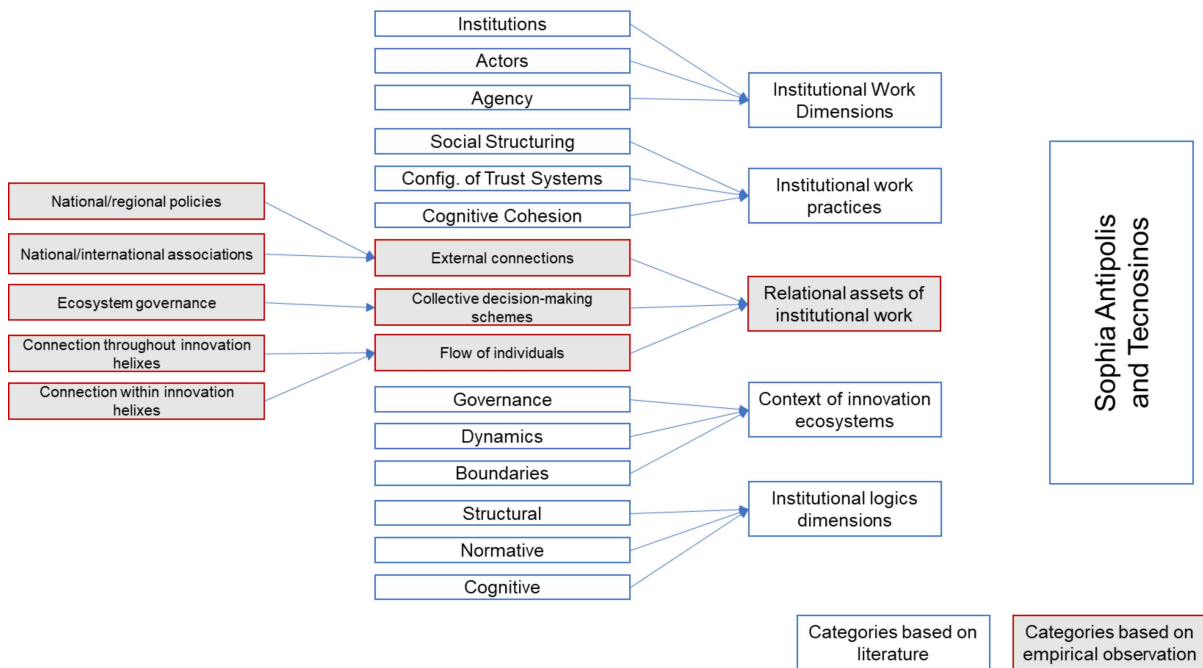 National/regional policies
National/international associations
Ecosystem governance
Connection throughout innovation
helixes
Connection within innovation
helixes
Institutions
Actors
Agency
Social Structuring
Config. of Trust Systems
Cognitive Cohesion
External connections
Collective decision-making
schemes
Flow of individuals
Governance
Dynamics
Boundaries
Structural
Normative
Cognitive
Institutional Work
Dimensions
Institutional work
practices
Relational assets of
institutional work
Context of innovation
ecosystems
Institutional logics
dimensions
Sophia Antipolis
and Tecnosinos
Categories based on
literature
Categories based on
empirical observation